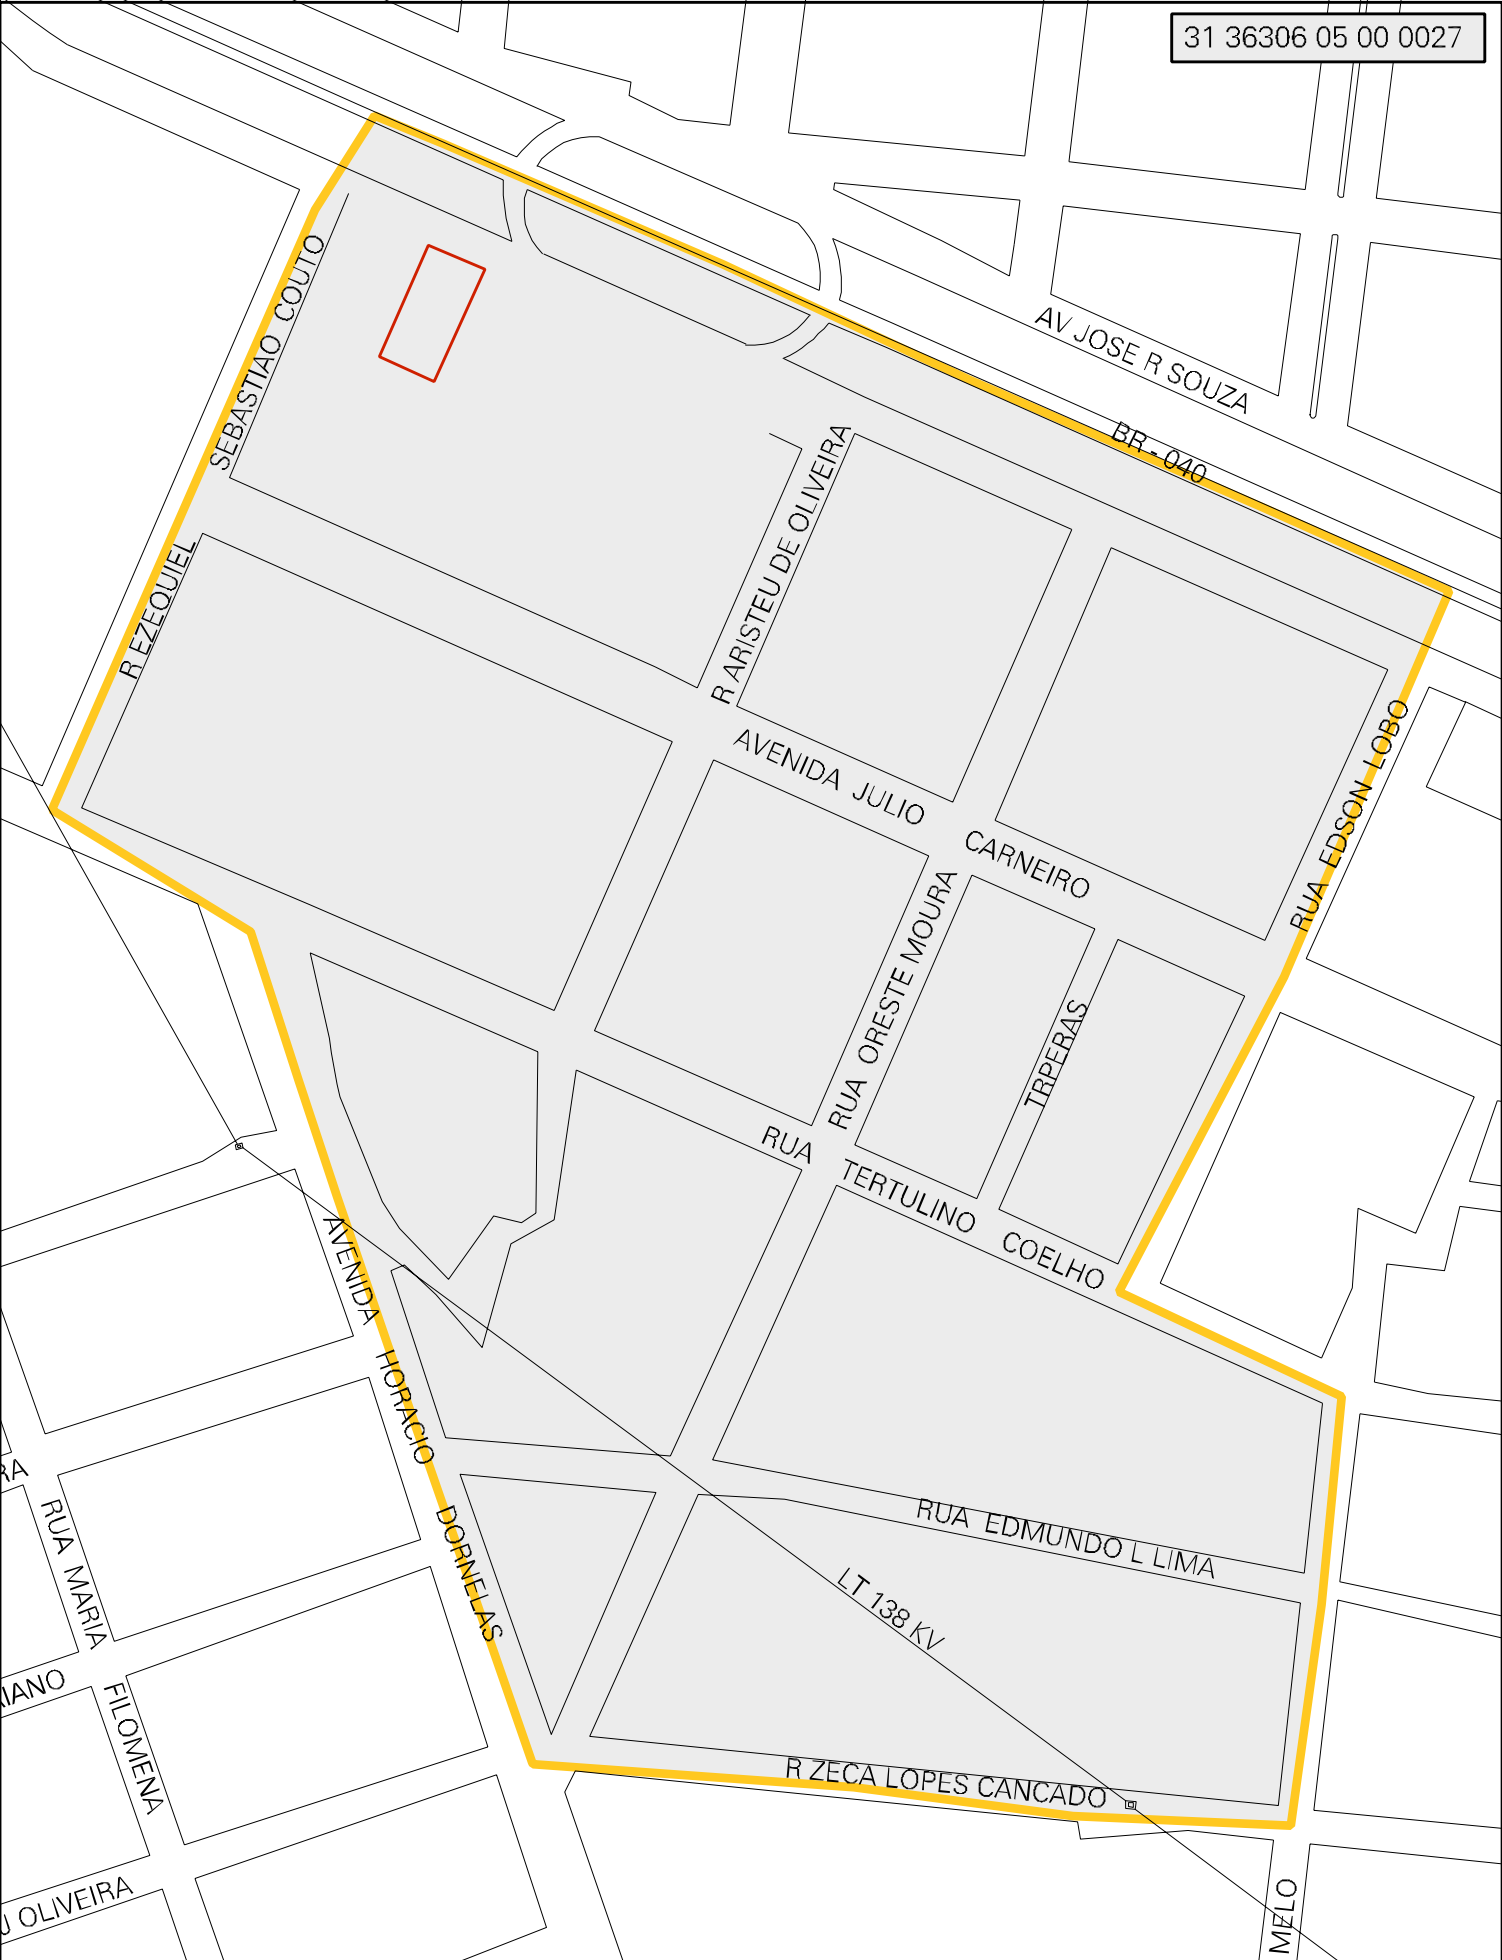 31 36306 05 00 0027
AV JOSE R SOUZA
BR - 040
SEBASTIAO COUTO
R EZEQUIEL
R ARISTEU DE OLIVEIRA
AVENIDA JULIO CARNEIRO
RUA EDSON LOBO
RUA ORESTE MOURA
TRPERAS
RUA TERTULINO COELHO
AVENIDA HORACIO DORNELAS
RA
RUA MARIA FILOMENA
RUA EDMUNDO L LIMA
LT 138 KV
IANO
R ZECA LOPES CANCADO
OLIVEIRA
MELO